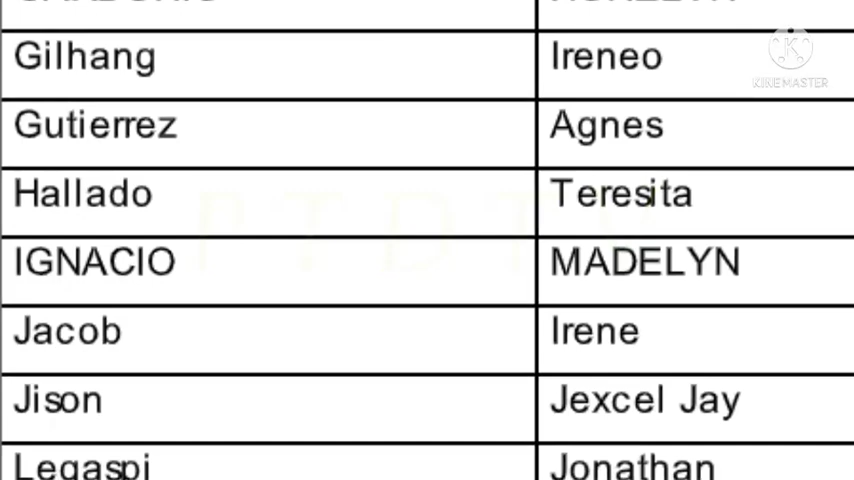 Gilhang Ireneo
KINEMASTER
Gutierrez Agnes
Hallado Teresita
IGNACIO MADELYN
Jacob Irene
Jison Jexcel Jay
Legaspi Jonathan